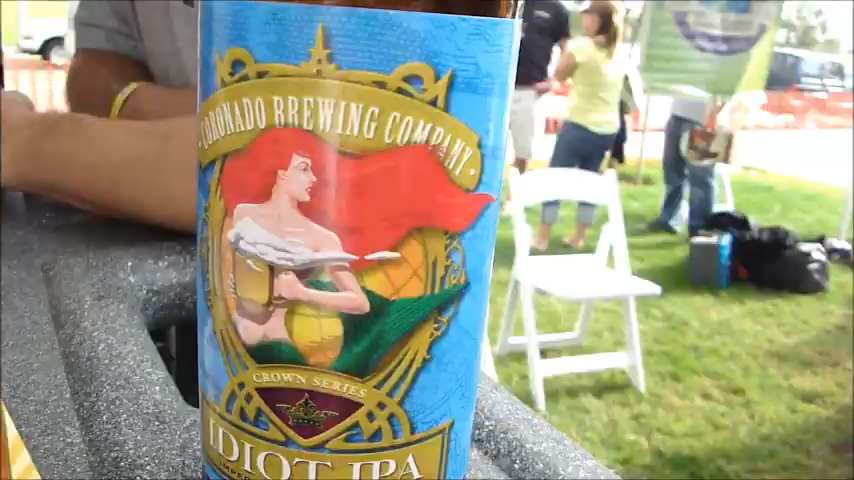 CORONADO BREWING COMPANY.
CROWN SERIES
IDIOT IPA